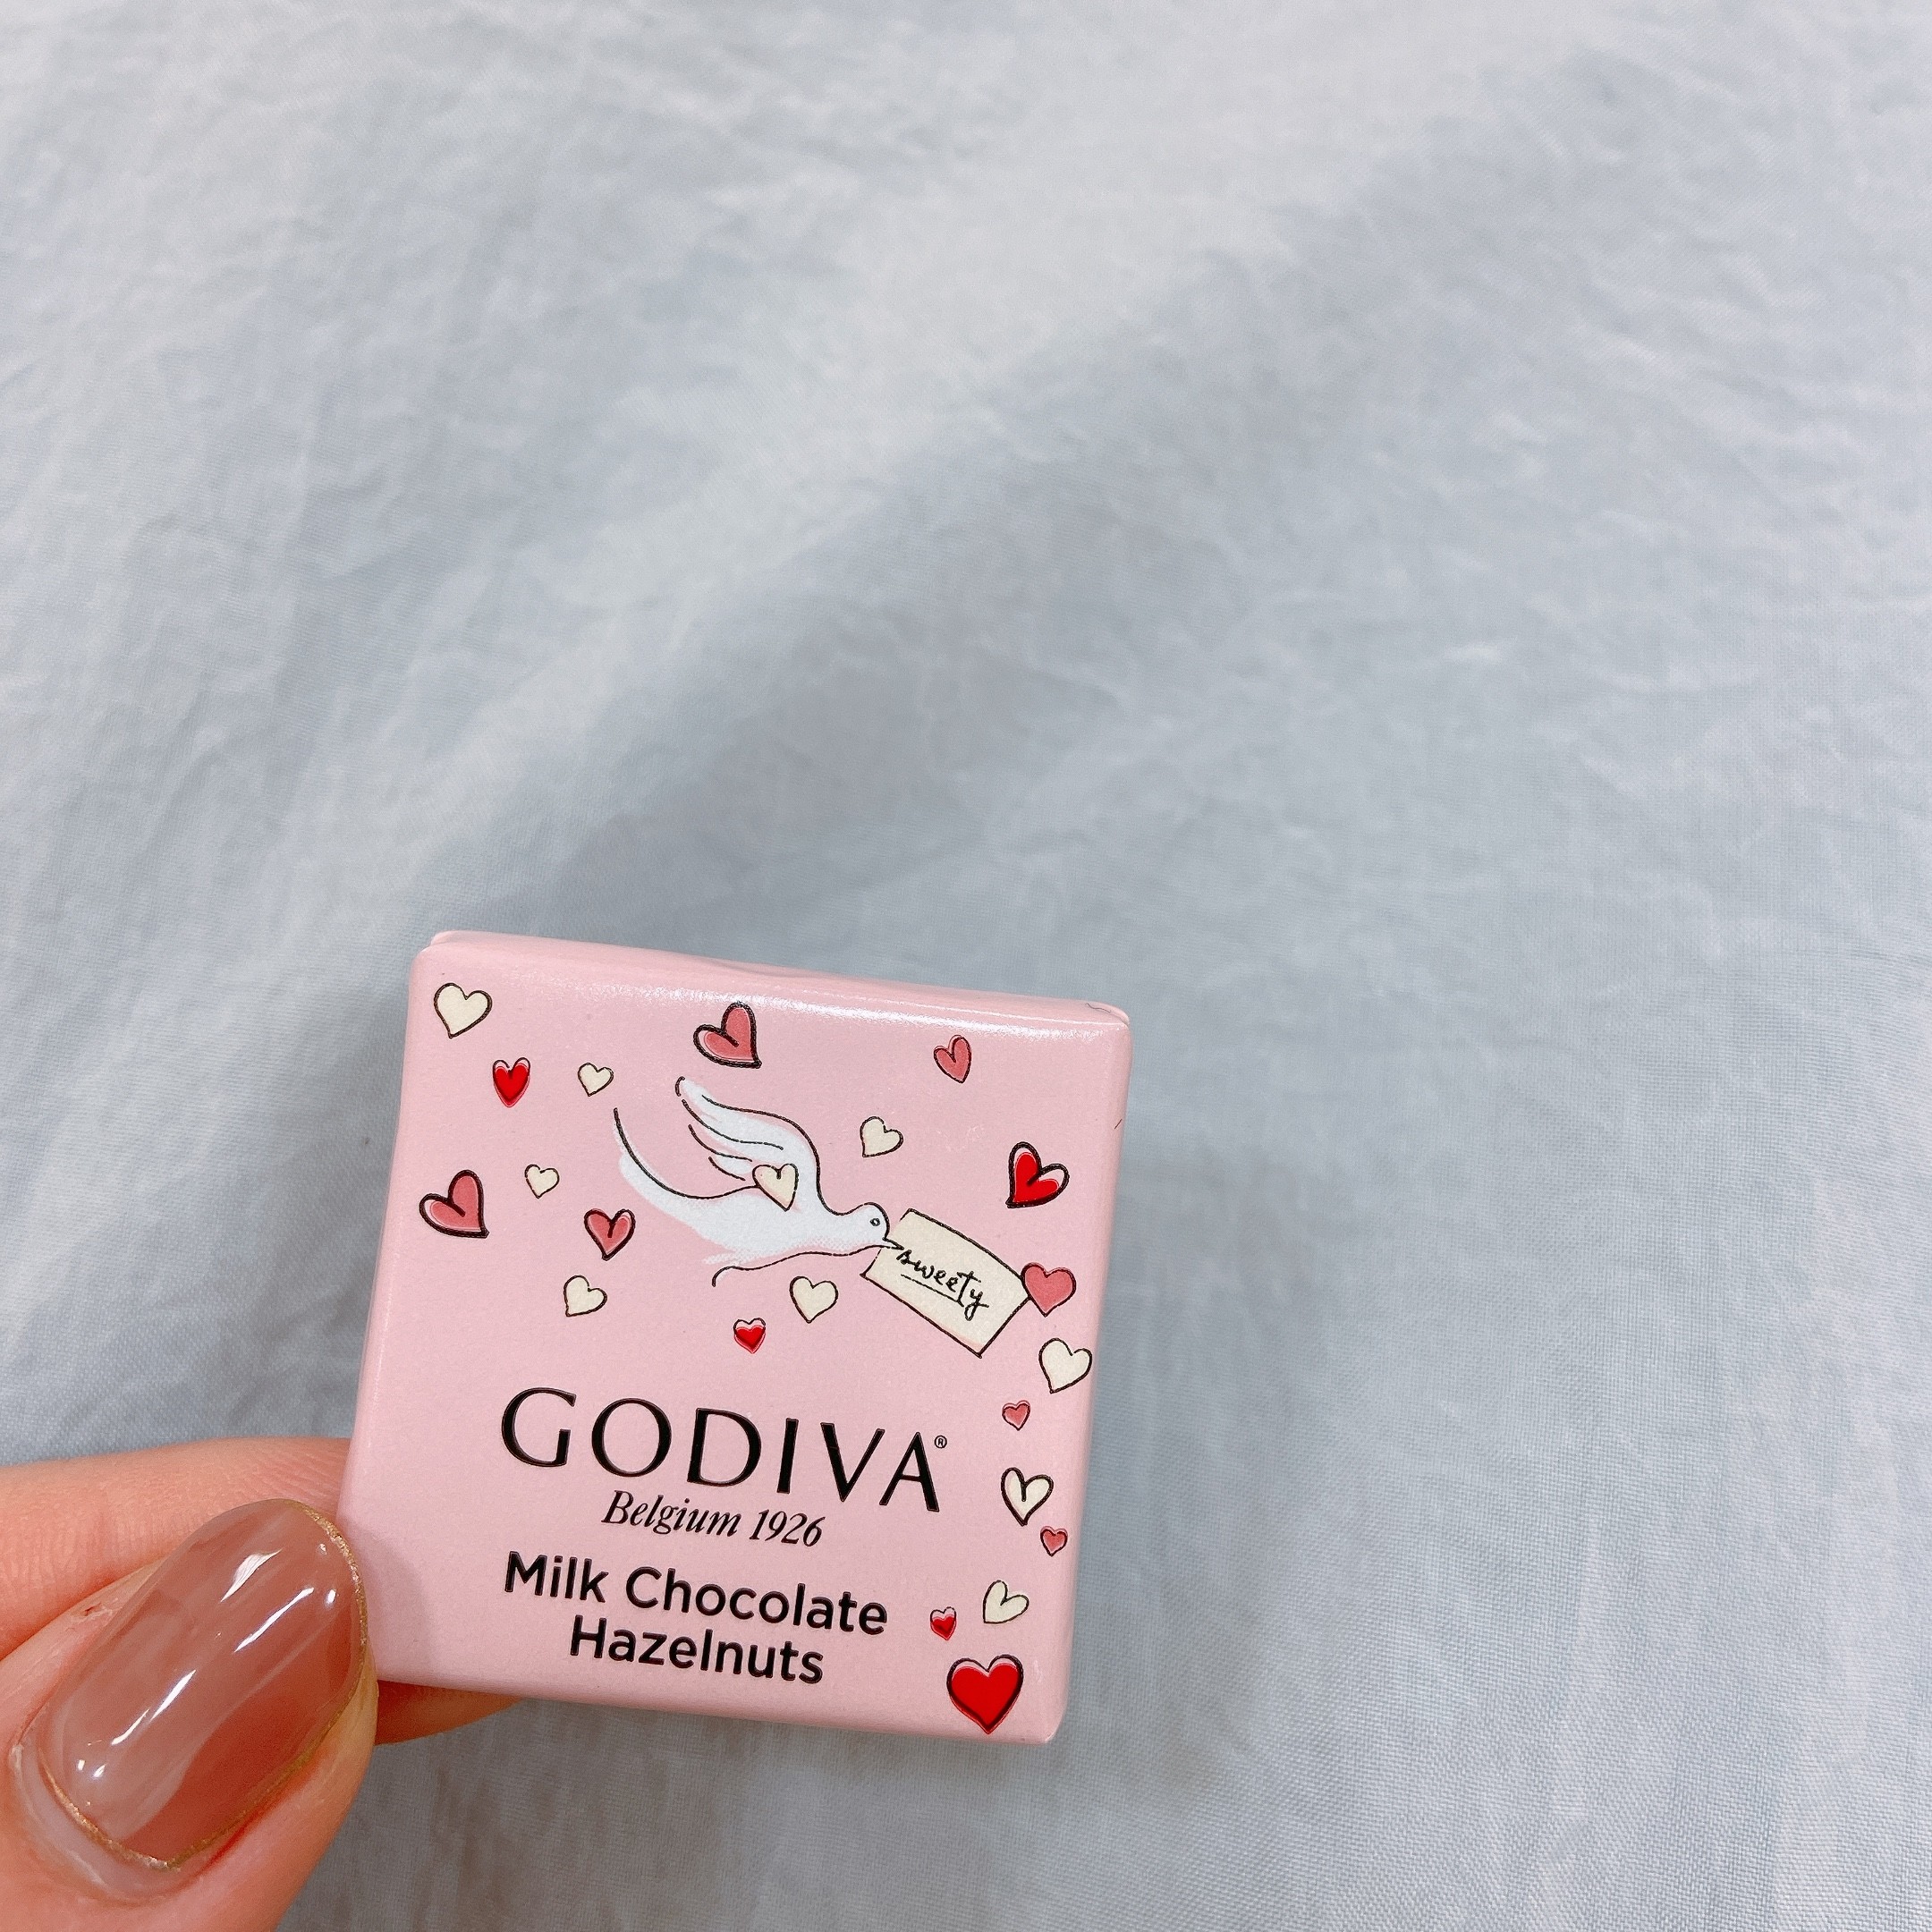 sweety
GODIVA®
Belgium 1926
Milk Chocolate
Hazelnuts